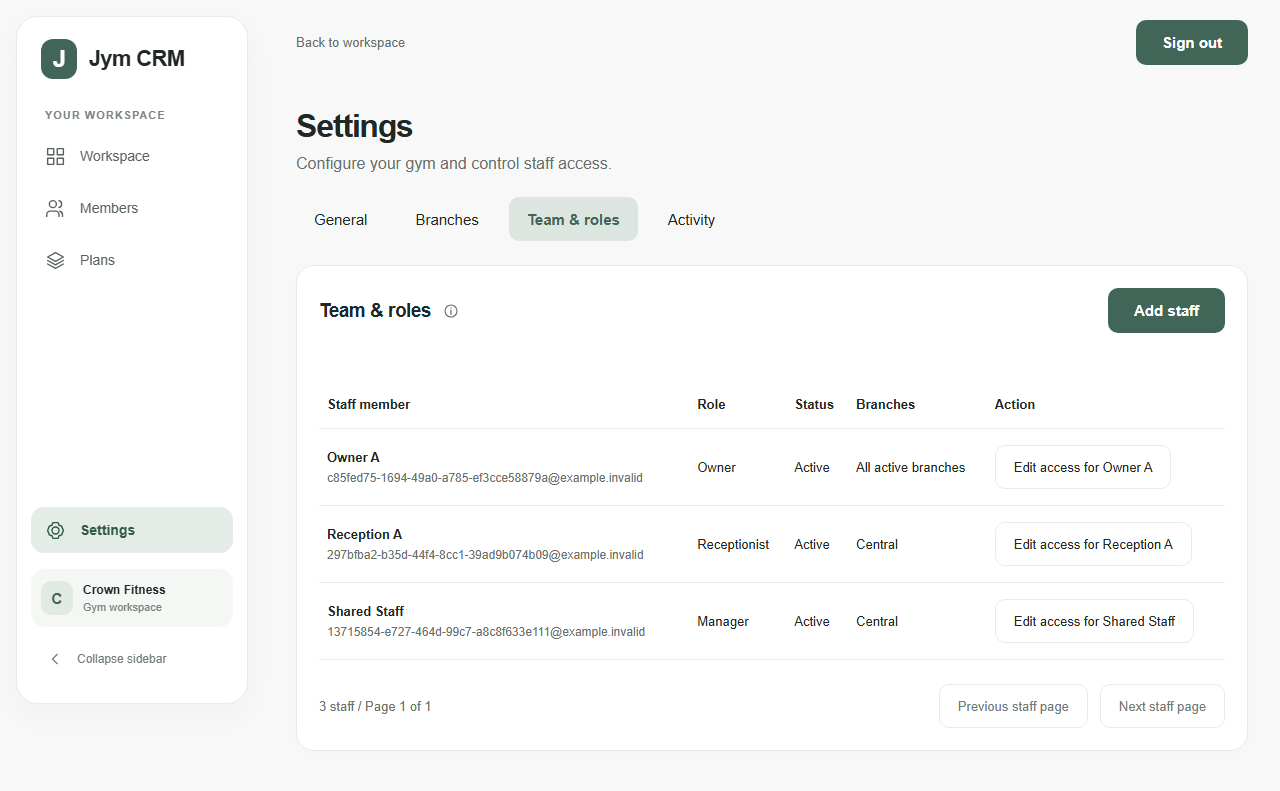 J Jym CRM
YOUR WORKSPACE
Workspace
Members
Plans
Settings
C
Crown Fitness
Gym workspace
Collapse sidebar
Back to workspace
Sign out
Settings
Configure your gym and control staff access.
General Branches Team & roles Activity
Team & roles
Add staff
Staff member Role Status Branches Action
Owner A
c85fed75-1694-49a0-a785-ef3cce58879a@example.invalid
Owner Active All active branches Edit access for Owner A
Reception A
297bfba2-b35d-44f4-8cc1-39ad9b074b09@example.invalid
Receptionist Active Central Edit access for Reception A
Shared Staff
13715854-e727-464d-99c7-a8c8f633e111@example.invalid
Manager Active Central Edit access for Shared Staff
3 staff / Page 1 of 1
Previous staff page Next staff page